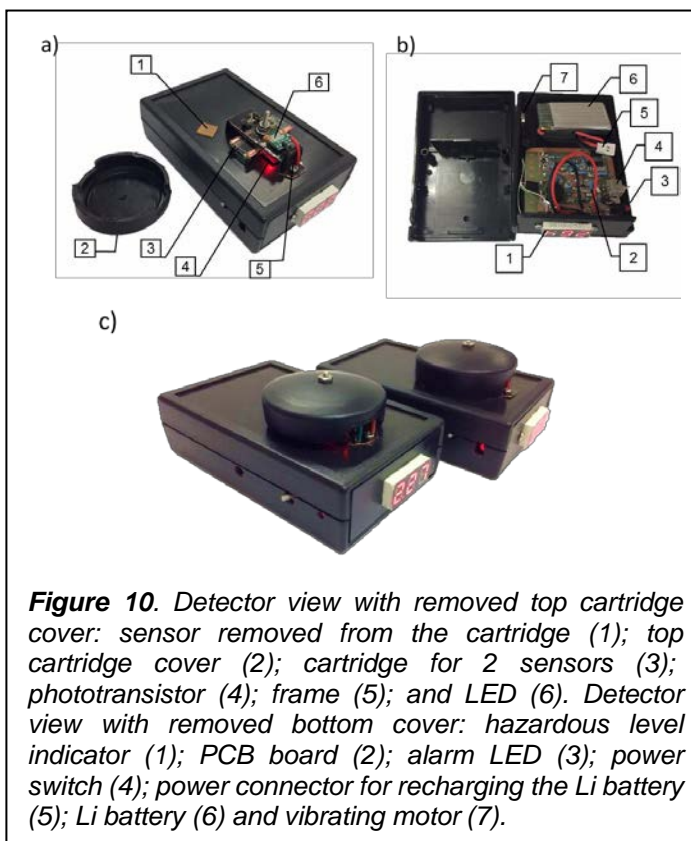 a)
1
6
2
3
4
5
b)
7
6
5
4
3
1
2
c)
227
Figure 10. Detector view with removed top cartridge
cover: sensor removed from the cartridge (1); top
cartridge cover (2); cartridge for 2 sensors (3);
phototransistor (4); frame (5); and LED (6). Detector
view with removed bottom cover: hazardous level
indicator (1); PCB board (2); alarm LED (3); power
switch (4); power connector for recharging the Li battery
(5); Li battery (6) and vibrating motor (7).